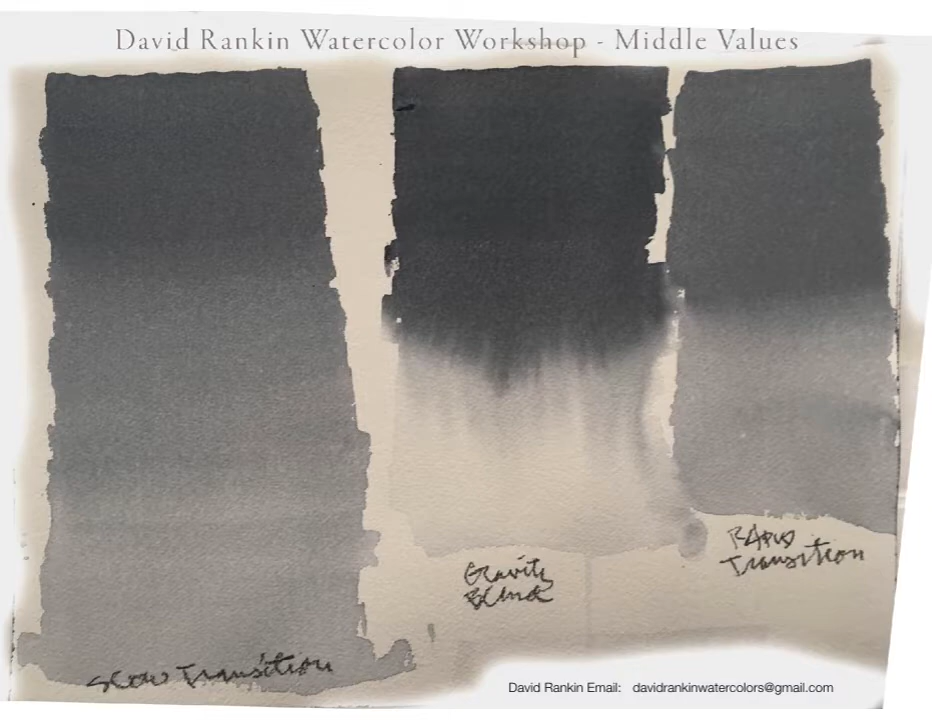 David Rankin Watercolor Workshop - Middle Values
Gravity
Blend
Rapid
Transition
Slow Transition
David Rankin Email: davidrankinwatercolors@gmail.com